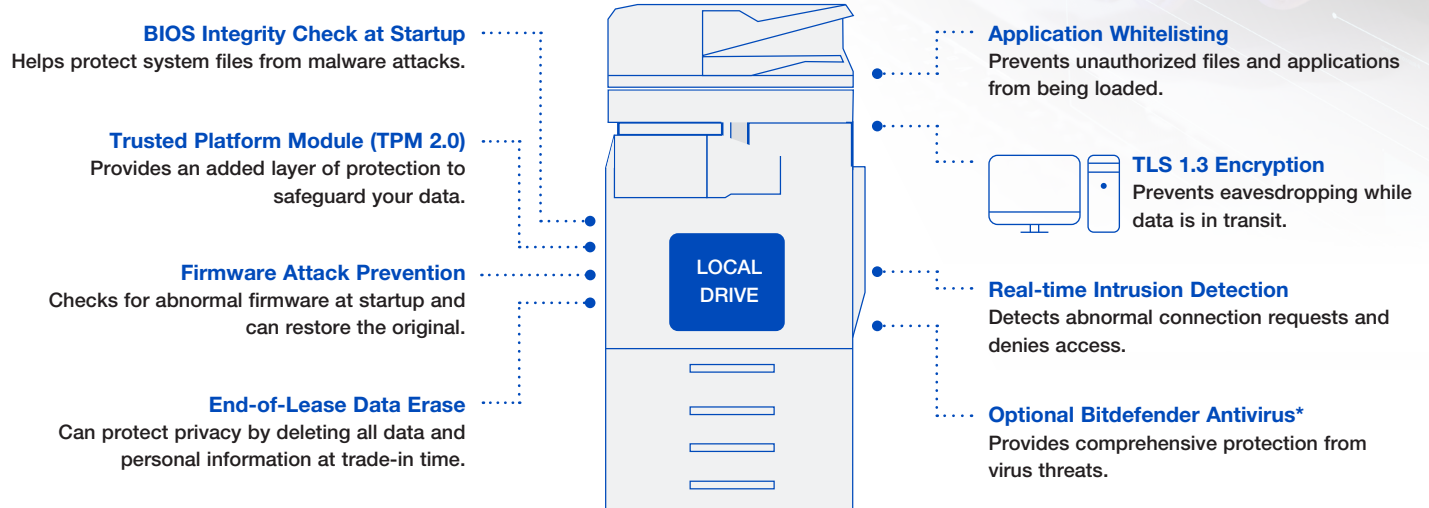 BIOS Integrity Check at Startup
Helps protect system files from malware attacks.
Trusted Platform Module (TPM 2.0)
Provides an added layer of protection to
safeguard your data.
Firmware Attack Prevention
Checks for abnormal firmware at startup and
can restore the original.
End-of-Lease Data Erase
Can protect privacy by deleting all data and
personal information at trade-in time.
LOCAL
DRIVE
Application Whitelisting
Prevents unauthorized files and applications
from being loaded.
TLS 1.3 Encryption
Prevents eavesdropping while
data is in transit.
Real-time Intrusion Detection
Detects abnormal connection requests and
denies access.
Optional Bitdefender Antivirus*
Provides comprehensive protection from
virus threats.